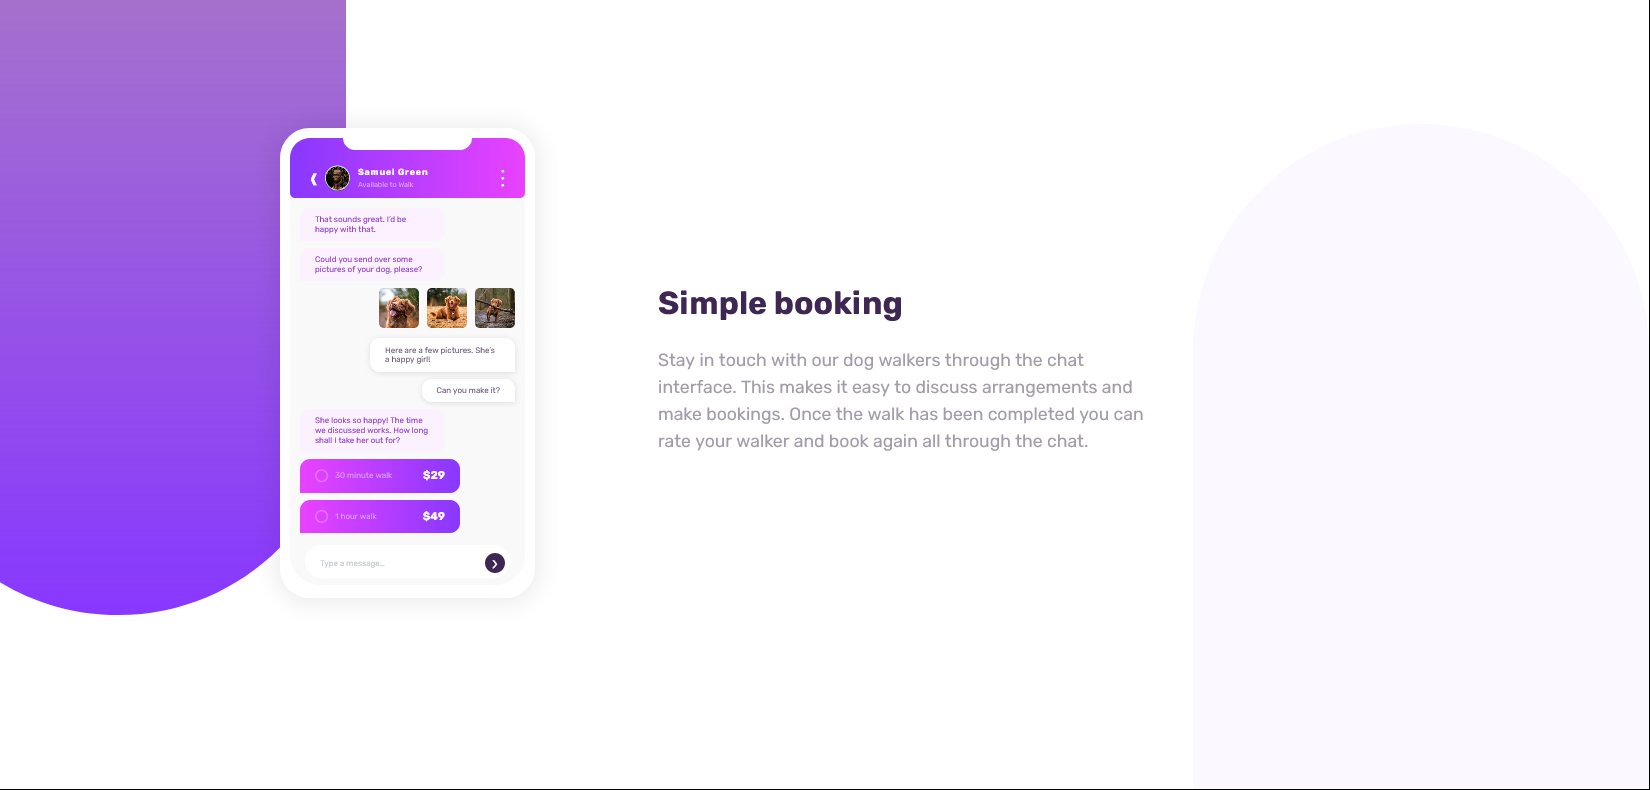 Samuel Green
Available to Walk
That sounds great. I'd be
happy with that.
Could you send over some
pictures of your dog, please?
Here are a few pictures. She's
a happy girl!
Can you make it?
She looks so happy! The time
we discussed works. How long
shall I take her out for?
30 minute walk $29
1 hour walk $49
Type a message...
Simple booking
Stay in touch with our dog walkers through the chat
interface. This makes it easy to discuss arrangements and
make bookings. Once the walk has been completed you can
rate your walker and book again all through the chat.